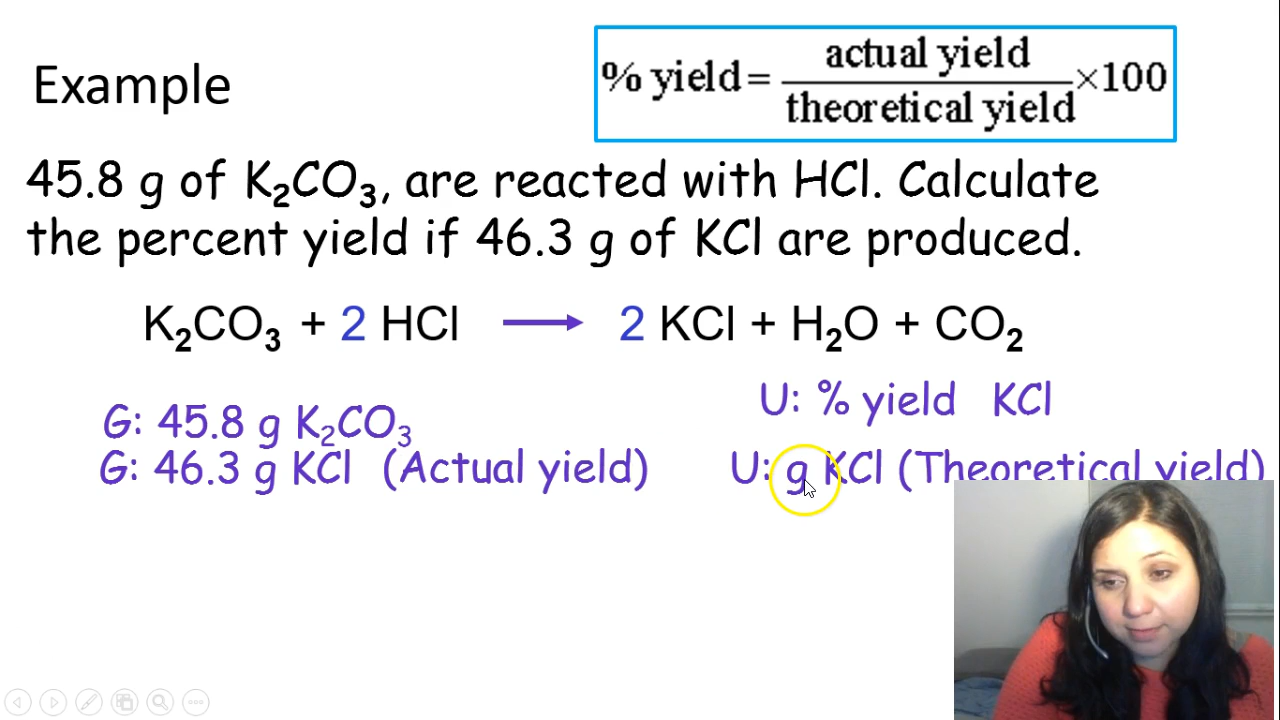 Example
% yield = actual yield / theoretical yield ×100
45.8 g of K₂CO₃, are reacted with HCl. Calculate
the percent yield if 46.3 g of KCl are produced.
K₂CO₃ + 2 HCl → 2 KCl + H₂O + CO₂
G: 45.8 g K₂CO₃
U: % yield KCl
G: 46.3 g KCl (Actual yield)
U: g KCl (Theoretical yield)